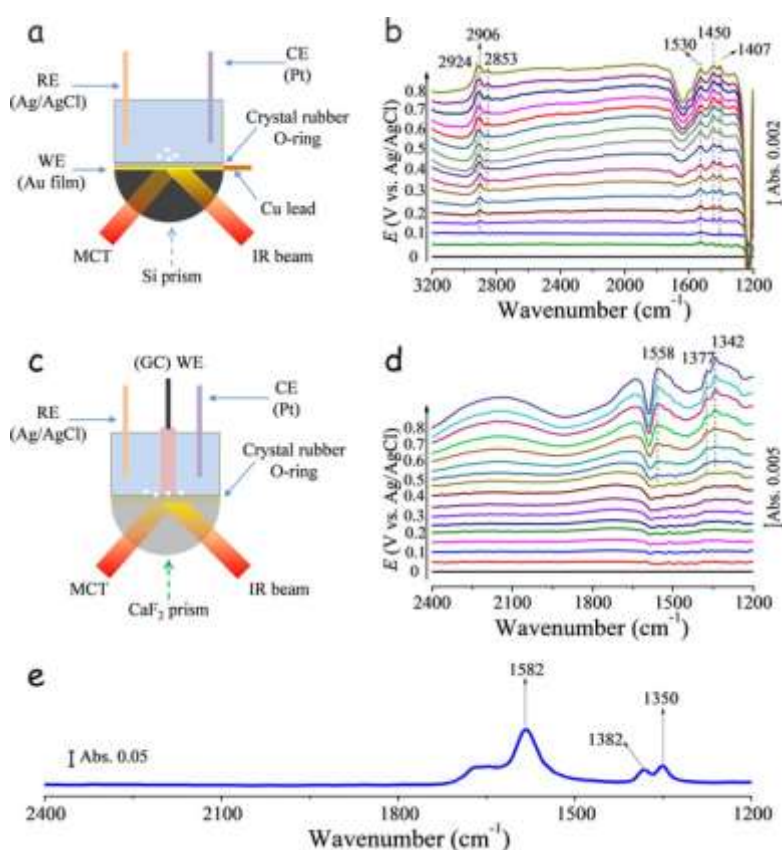 a
RE
(Ag/AgCl)
CE
(Pt)
Crystal rubber
O-ring
WE
(Au film)
Cu lead
MCT
IR beam
Si prism
b
2924
2906
2853
1530
1450
1407
E (V vs. Ag/AgCl)
0.8
0.7
0.6
0.5
0.4
0.3
0.2
0.1
0
Abs. 0.002
3200 2800 2400 2000 1600 1200
Wavenumber (cm⁻¹)
c
(GC) WE
RE
(Ag/AgCl)
CE
(Pt)
Crystal rubber
O-ring
MCT
IR beam
CaF₂ prism
d
1558
1377
1342
E (V vs. Ag/AgCl)
0.8
0.7
0.6
0.5
0.4
0.3
0.2
0.1
0
Abs. 0.005
2400 2100 1800 1500 1200
Wavenumber (cm⁻¹)
e
Abs. 0.05
1582
1382
1350
2400 2100 1800 1500 1200
Wavenumber (cm⁻¹)